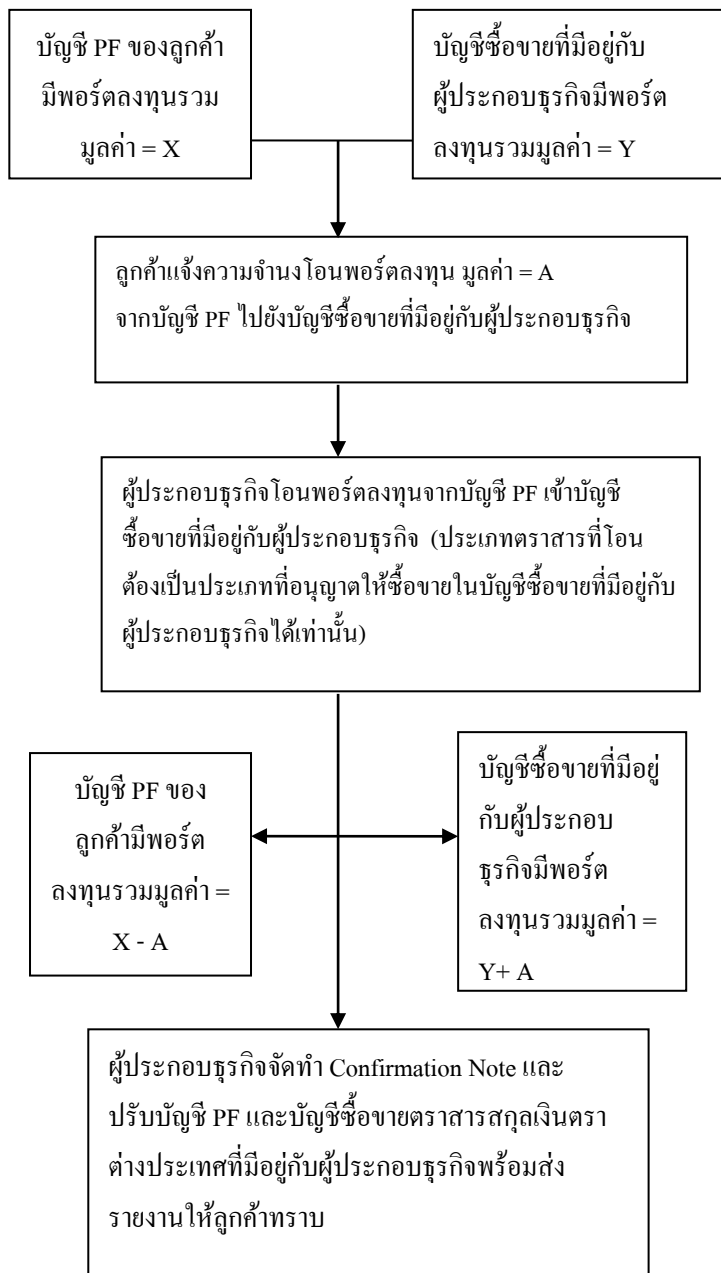 บัญชี PF ของลูกค้า
มีพอร์ตลงทุนรวม
มูลค่า = X
บัญชีซื้อขายที่มีอยู่กับ
ผู้ประกอบธุรกิจมีพอร์ต
ลงทุนรวมมูลค่า = Y
ลูกค้าแจ้งความจำนงโอนพอร์ตลงทุน มูลค่า = A
จากบัญชี PF ไปยังบัญชีซื้อขายที่มีอยู่กับผู้ประกอบธุรกิจ
ผู้ประกอบธุรกิจโอนพอร์ตลงทุนจากบัญชี PF เข้าบัญชี
ซื้อขายที่มีอยู่กับผู้ประกอบธุรกิจ (ประเภทตราสารที่โอน
ต้องเป็นประเภทที่อนุญาตให้ซื้อขายในบัญชีซื้อขายที่มีอยู่กับ
ผู้ประกอบธุรกิจได้เท่านั้น)
บัญชี PF ของ
ลูกค้ามีพอร์ต
ลงทุนรวมมูลค่า =
X - A
บัญชีซื้อขายที่มีอยู่
กับผู้ประกอบ
ธุรกิจมีพอร์ต
ลงทุนรวมมูลค่า =
Y+ A
ผู้ประกอบธุรกิจจัดทำ Confirmation Note และ
ปรับบัญชี PF และบัญชีซื้อขายตราสารสกุลเงินตรา
ต่างประเทศที่มีอยู่กับผู้ประกอบธุรกิจพร้อมส่ง
รายงานให้ลูกค้าทราบ